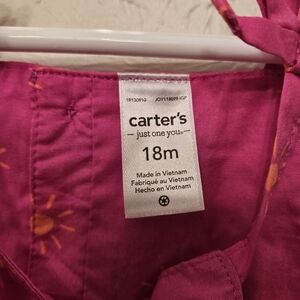 carter's
just one you®
18m
Made in Vietnam
Fabriqué au Vietnam
Hecho en Vietnam